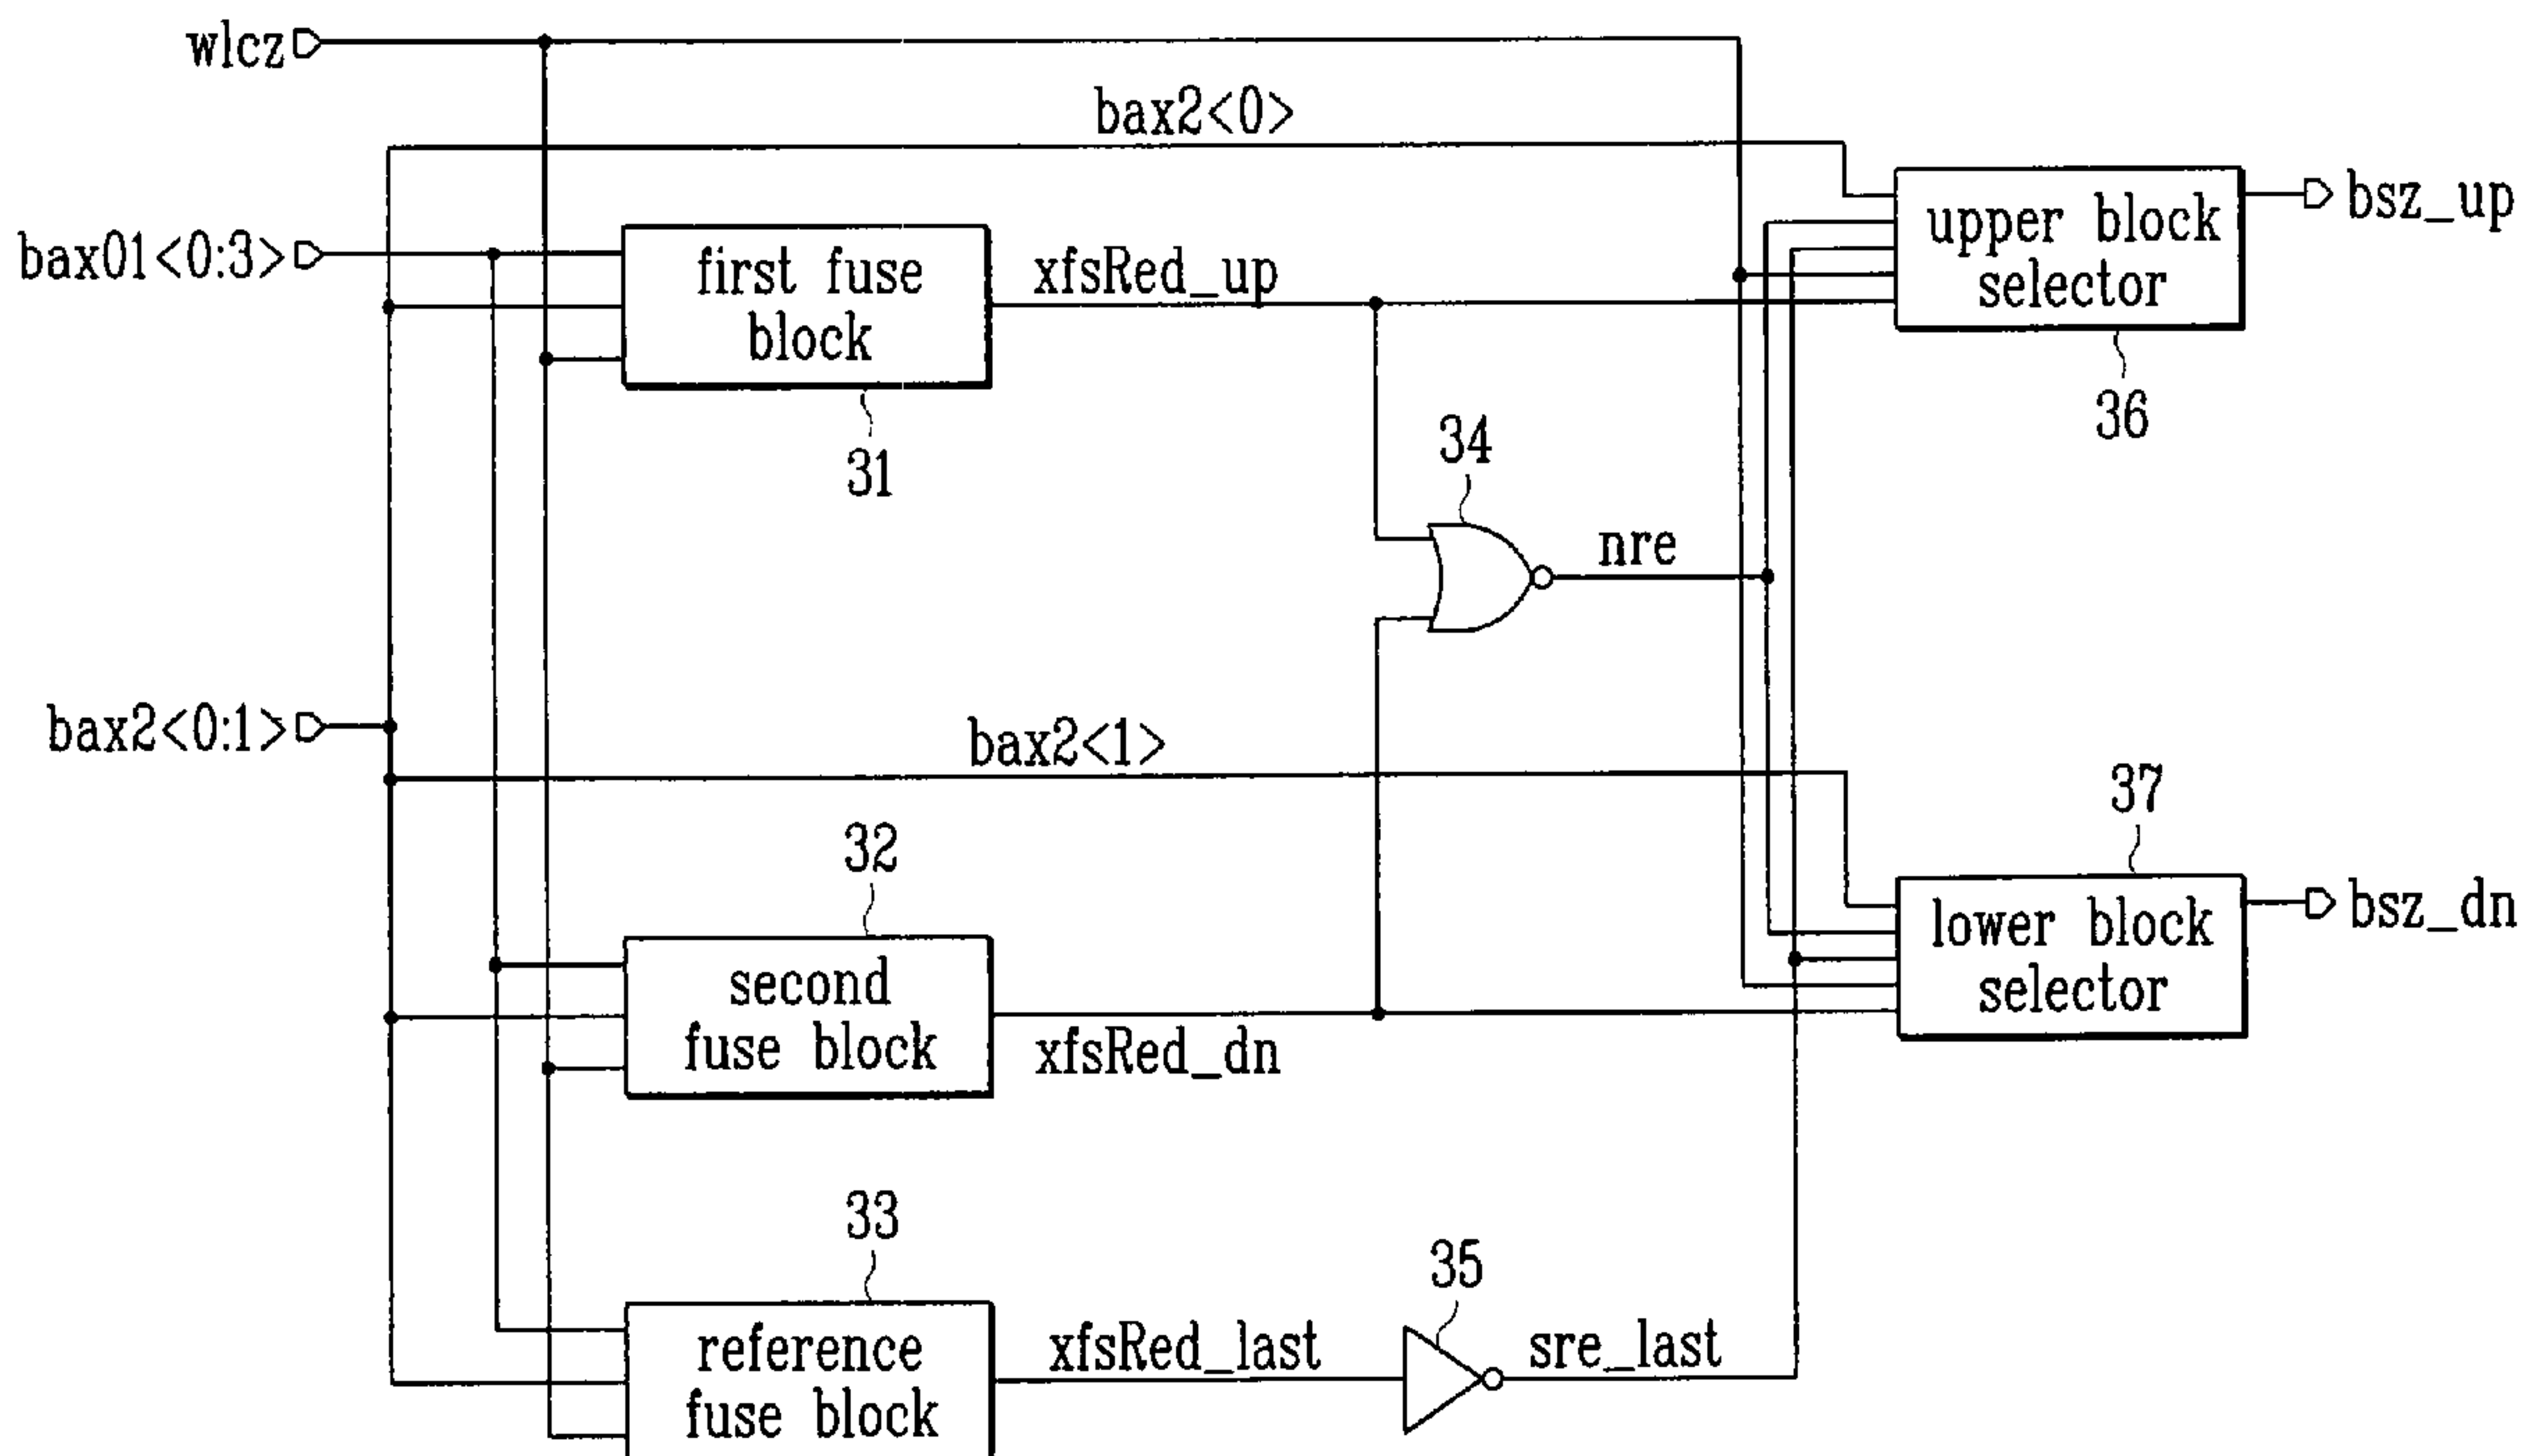 wlcz
bax2<0>
bax01<0:3>
first fuse
block
31
xfsRed_up
upper block
selector
36
bsz_up
34
nre
bax2<0:1>
bax2<1>
32
second
fuse block
xfsRed_dn
37
lower block
selector
bsz_dn
33
reference
fuse block
xfsRed_last
35
sre_last